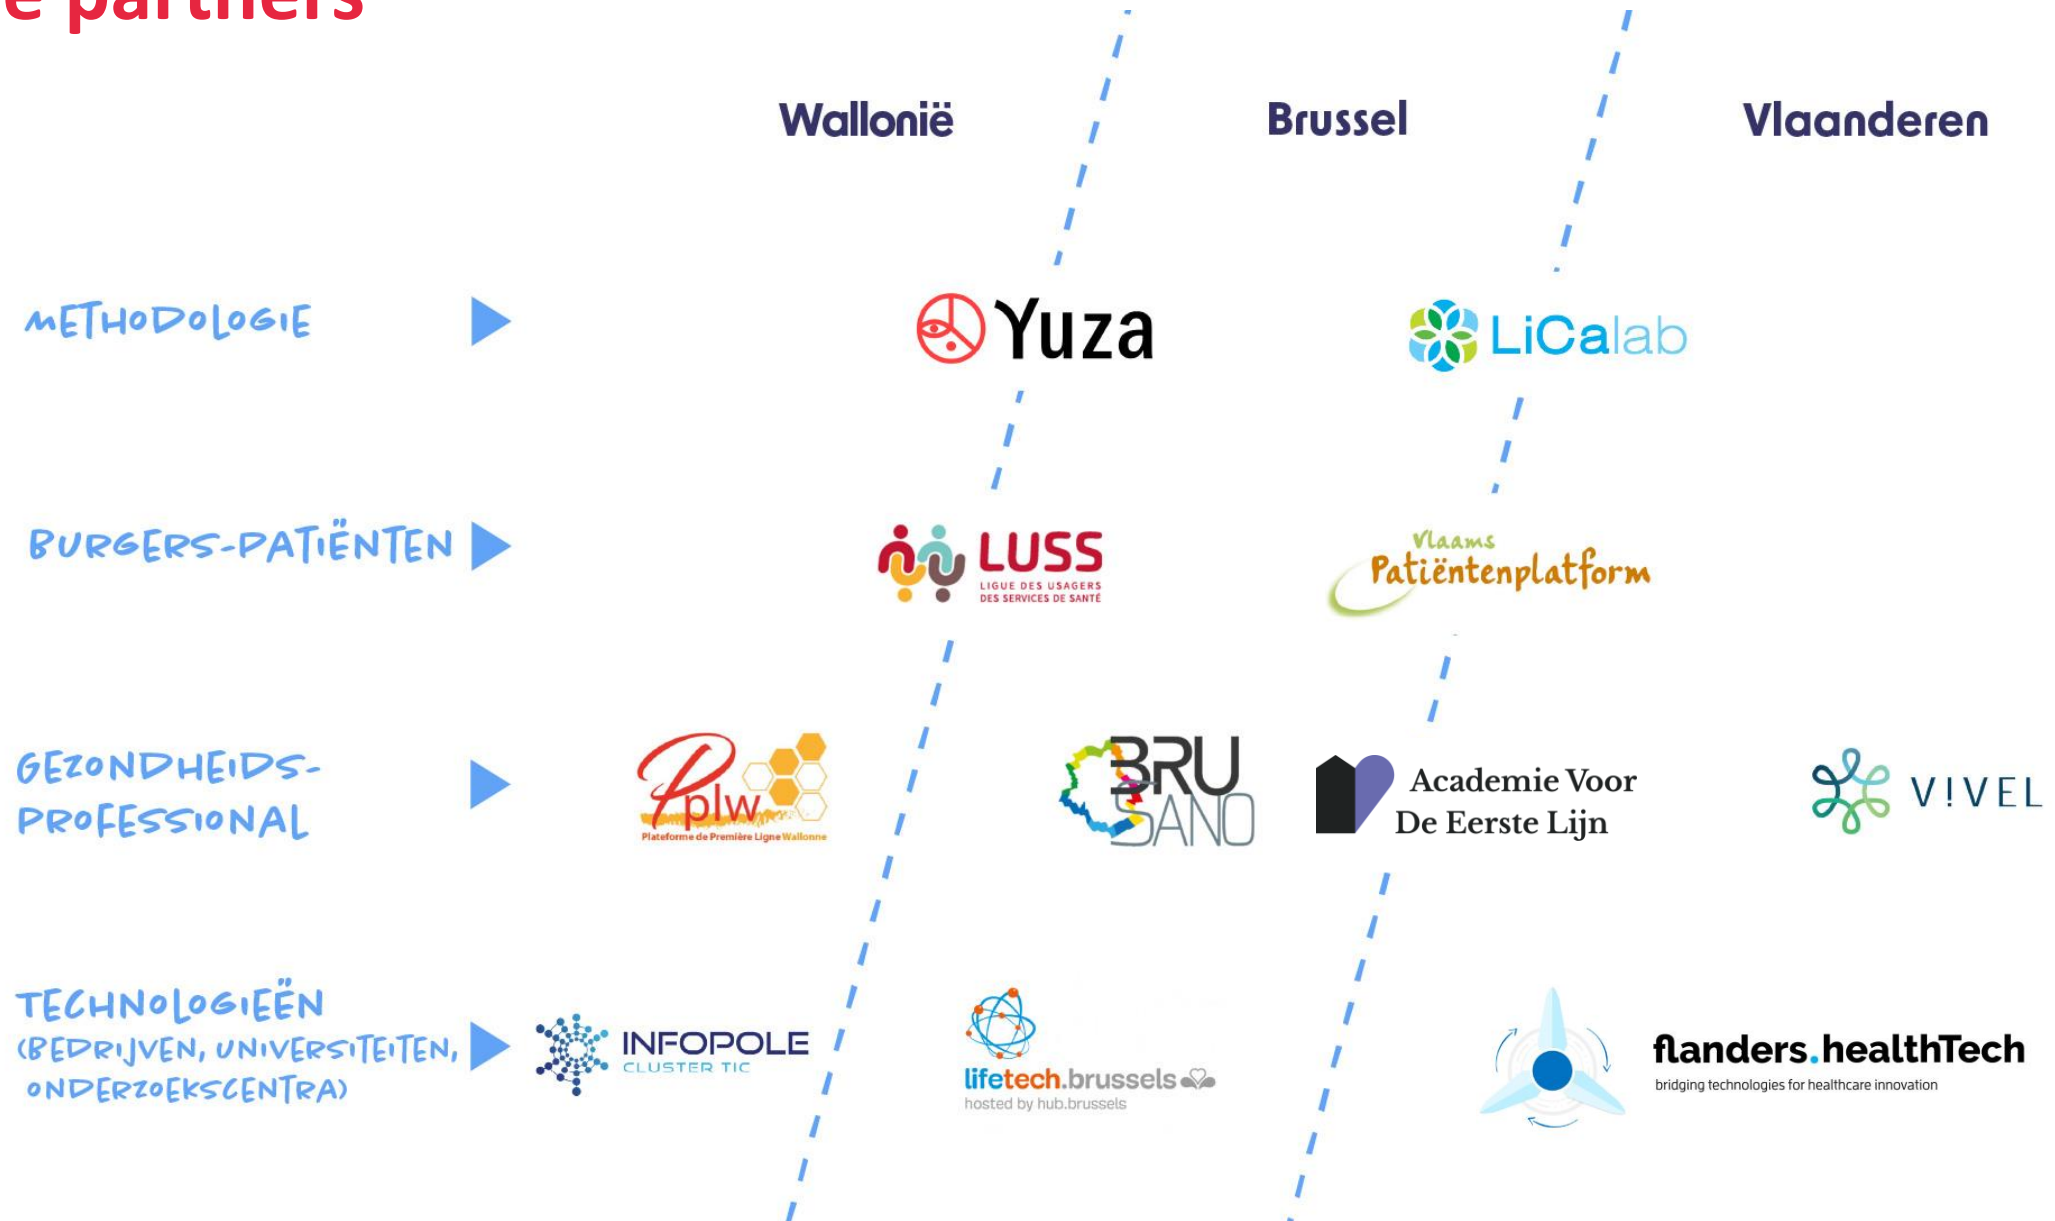 e partners
Wallonië
Brussel
Vlaanderen
METHODOLOGIE
Yuza
LiCalab
BURGERS-PATIËNTEN
LUSS
LIGUE DES USAGERS
DES SERVICES DE SANTÉ
Vlaams
Patiëntenplatform
GEZONDHEIDS-
PROFESSIONAL
Pplw
Plateforme de Première Ligne Wallonne
BRU
SANO
Academie Voor
De Eerste Lijn
V!VEL
TECHNOLOGIEËN
(BEDRIJVEN, UNIVERSITEITEN,
ONDERZOEKSCENTRA)
INFOPOLE
CLUSTER TIC
lifetech.brussels
hosted by hub.brussels
flanders.healthTech
bridging technologies for healthcare innovation